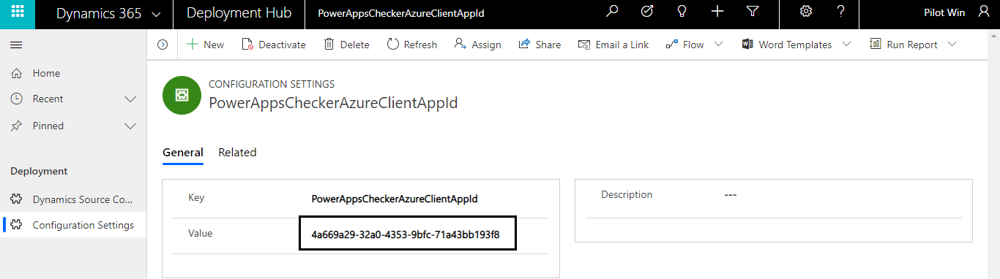 Dynamics 365 Deployment Hub PowerAppsCheckerAzureClientAppId Pilot Win
New Deactivate Delete Refresh Assign Share Email a Link Flow Word Templates Run Report
Home
Recent
Pinned
Deployment
Dynamics Source Co...
Configuration Settings
CONFIGURATION SETTINGS
PowerAppsCheckerAzureClientAppId
General Related
Key PowerAppsCheckerAzureClientAppId
Value 4a669a29-32a0-4353-9bfc-71a43bb193f8
Description ---